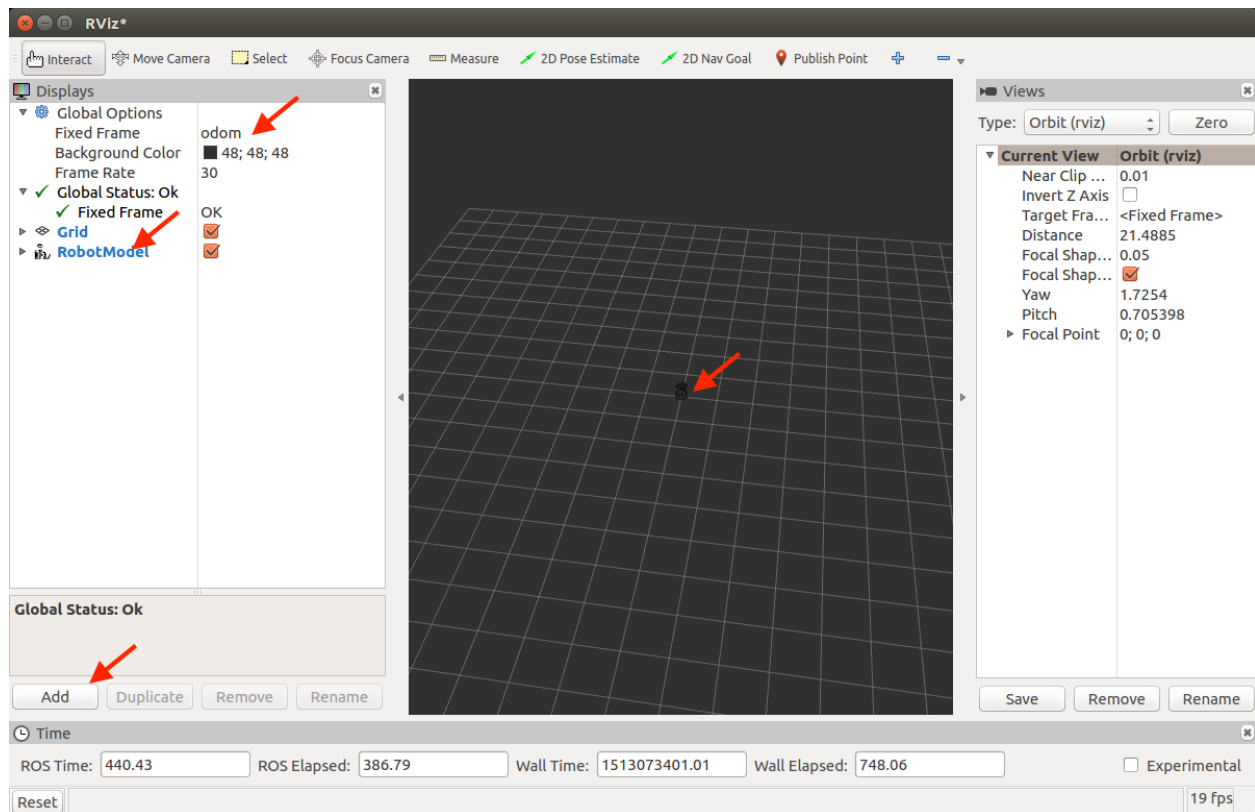 RViz*
Interact Move Camera Select Focus Camera Measure 2D Pose Estimate 2D Nav Goal Publish Point
Displays
Global Options
Fixed Frame odom
Background Color 48; 48; 48
Frame Rate 30
Global Status: Ok
Fixed Frame OK
Grid
RobotModel
Global Status: Ok
Add Duplicate Remove Rename
Views
Type: Orbit (rviz) Zero
Current View Orbit (rviz)
Near Clip ... 0.01
Invert Z Axis
Target Fra... <Fixed Frame>
Distance 21.4885
Focal Shap... 0.05
Focal Shap...
Yaw 1.7254
Pitch 0.705398
Focal Point 0; 0; 0
Save Remove Rename
Time
ROS Time: 440.43 ROS Elapsed: 386.79 Wall Time: 1513073401.01 Wall Elapsed: 748.06 Experimental
Reset 19 fps